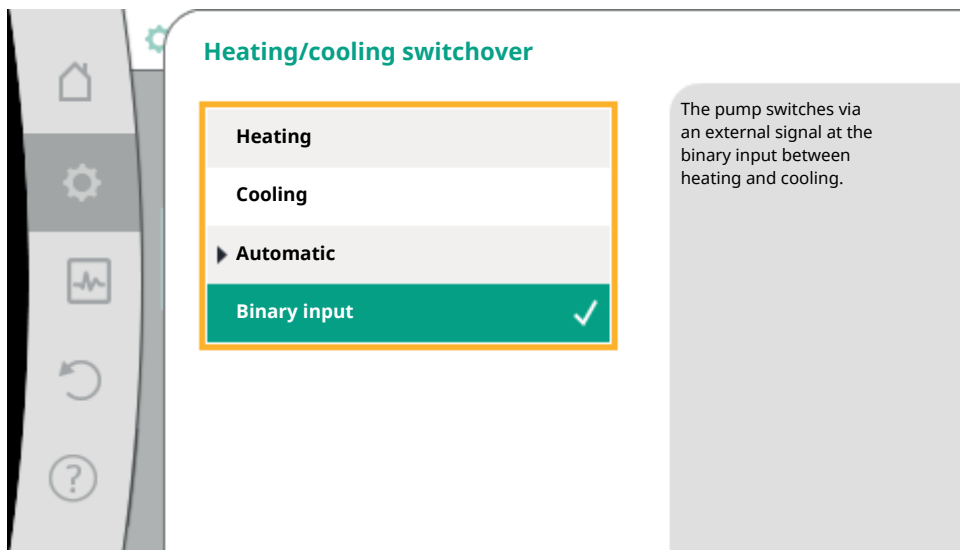 Heating/cooling switchover
Heating
Cooling
Automatic
Binary input
The pump switches via
an external signal at the
binary input between
heating and cooling.
?